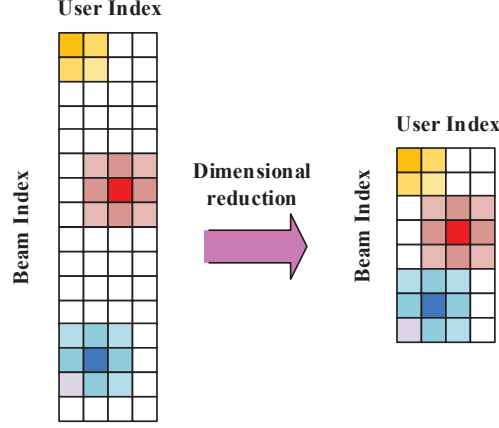 User Index
Beam Index
Dimensional
reduction
User Index
Beam Index